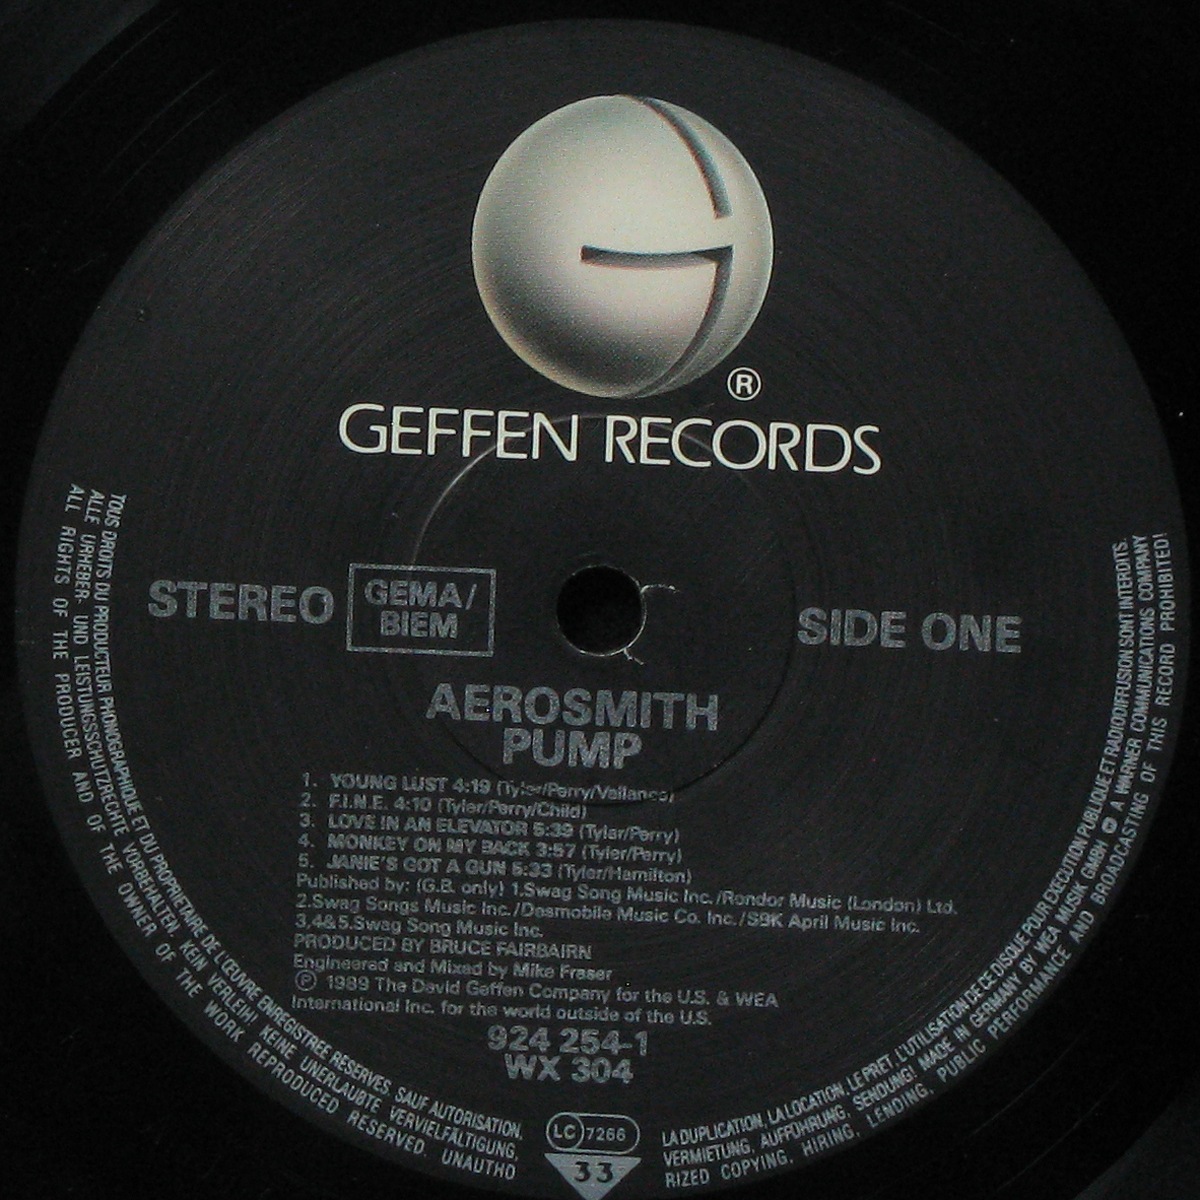 ®
GEFFEN RECORDS
STEREO
GEMA/
BIEM
SIDE ONE
AEROSMITH
PUMP
1. YOUNG LUST 4:19 (Tyler/Perry/Vallance)
2. F.I.N.E. 4:10 (Tyler/Perry/Child)
3. LOVE IN AN ELEVATOR 5:39 (Tyler/Perry)
4. MONKEY ON MY BACK 3:57 (Tyler/Perry)
5. JANIE'S GOT A GUN 5:33 (Tyler/Hamilton)
Published by: (G.B. only) 1.Swag Song Music Inc./Rondor Music (London) Ltd.
2.Swag Songs Music Inc./Desmobile Music Co. Inc./SBK April Music Inc.
3,4&5.Swag Song Music Inc.
PRODUCED BY BRUCE FAIRBAIRN
Engineered and Mixed by Mike Fraser
Ⓟ 1989 The David Geffen Company for the U.S. & WEA
International Inc. for the world outside of the U.S.
924 254-1
WX 304
LC 7266
33
TOUS DROITS DU PRODUCTEUR PHONOGRAPHIQUE ET DU PROPRIETAIRE DE L'ŒUVRE ENREGISTREE RESERVES. SAUF AUTORISATION, LA DUPLICATION, LA LOCATION, LE PRET, L'UTILISATION DE CE DISQUE POUR EXECUTION PUBLIQUE ET RADIODIFFUSION SONT INTERDITS.
ALLE URHEBER- UND LEISTUNGSSCHUTZRECHTE VORBEHALTEN. KEIN VERLEIH! KEINE UNERLAUBTE VERVIELFÄLTIGUNG, VERMIETUNG, AUFFÜHRUNG, SENDUNG! MADE IN GERMANY BY WEA MUSIK GMBH A WARNER COMMUNICATIONS COMPANY
ALL RIGHTS OF THE PRODUCER AND OF THE OWNER OF THE WORK REPRODUCED RESERVED. UNAUTHORIZED COPYING, HIRING, LENDING, PUBLIC PERFORMANCE AND BROADCASTING OF THIS RECORD PROHIBITED!